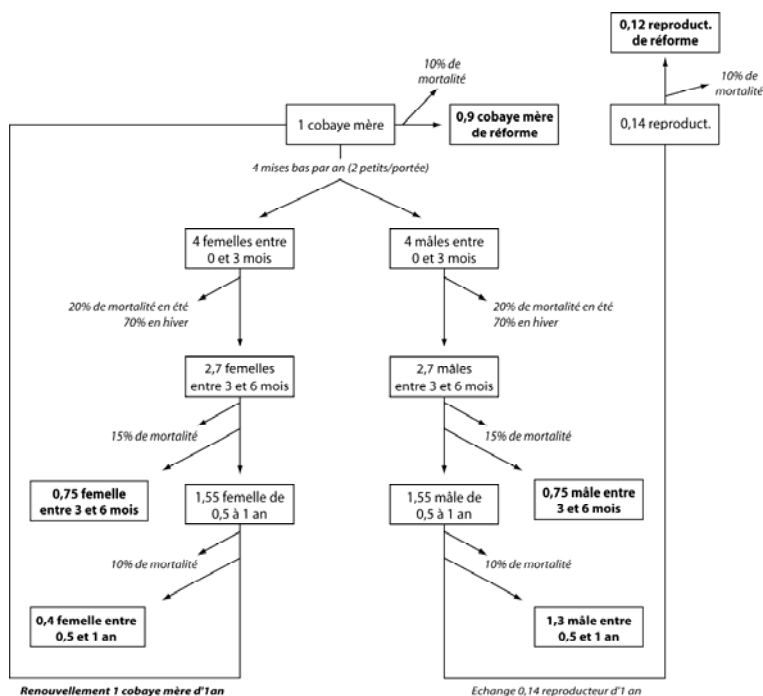 0,12 reproduct.
de réforme
10% de
mortalité
10% de
mortalité
1 cobaye mère
0,9 cobaye mère
de réforme
0,14 reproduct.
4 mises bas par an (2 petits/portée)
4 femelles entre
0 et 3 mois
4 mâles entre
0 et 3 mois
20% de mortalité en été
70% en hiver
20% de mortalité en été
70% en hiver
2,7 femelles
entre 3 et 6 mois
2,7 mâles
entre 3 et 6 mois
15% de mortalité
15% de mortalité
0,75 femelle
entre 3 et 6 mois
1,55 femelle de
0,5 à 1 an
1,55 mâle de
0,5 à 1 an
0,75 mâle entre
3 et 6 mois
10% de mortalité
10% de mortalité
0,4 femelle entre
0,5 et 1 an
1,3 mâle entre
0,5 et 1 an
Renouvellement 1 cobaye mère d'1an
Echange 0,14 reproducteur d'1 an